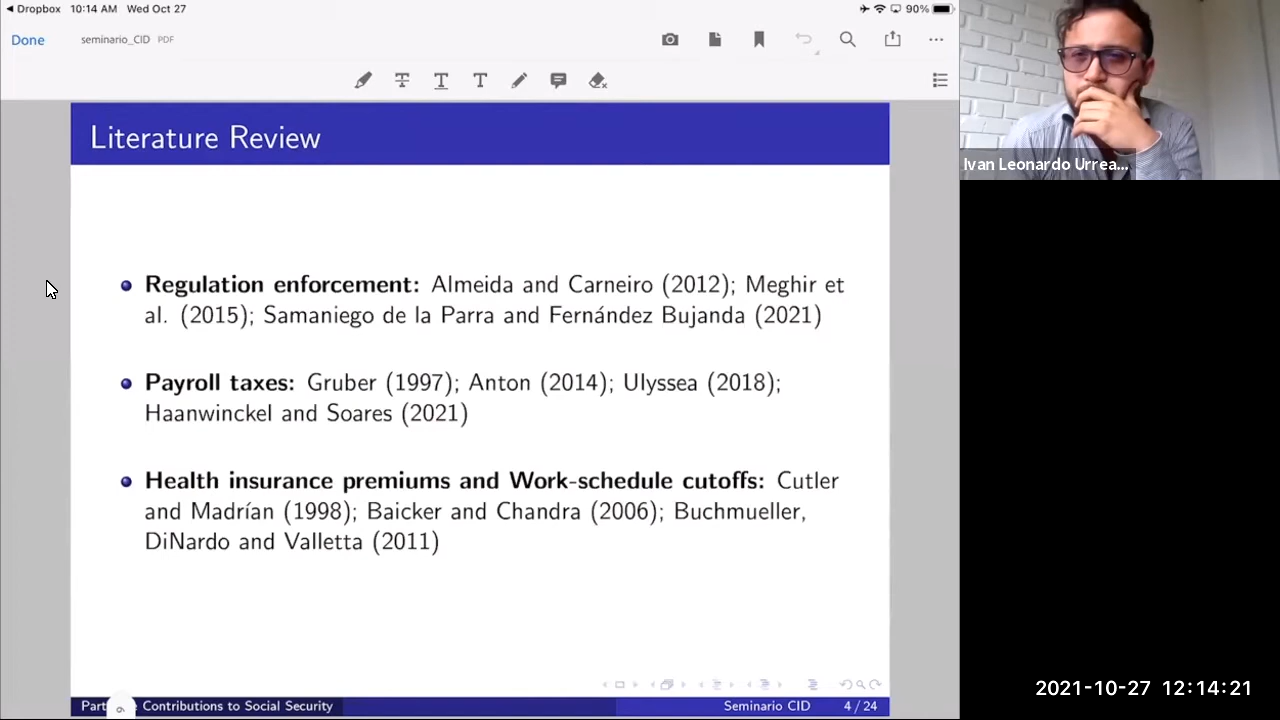 Dropbox 10:14 AM Wed Oct 27 90%
Done seminario_CID PDF
Literature Review
Regulation enforcement: Almeida and Carneiro (2012); Meghir et
al. (2015); Samaniego de la Parra and Fernández Bujanda (2021)
Payroll taxes: Gruber (1997); Anton (2014); Ulyssea (2018);
Haanwinckel and Soares (2021)
Health insurance premiums and Work-schedule cutoffs: Cutler
and Madrían (1998); Baicker and Chandra (2006); Buchmueller,
DiNardo and Valletta (2011)
Contributions to Social Security Seminario CID 4 / 24
Ivan Leonardo Urrea...
2021-10-27 12:14:21